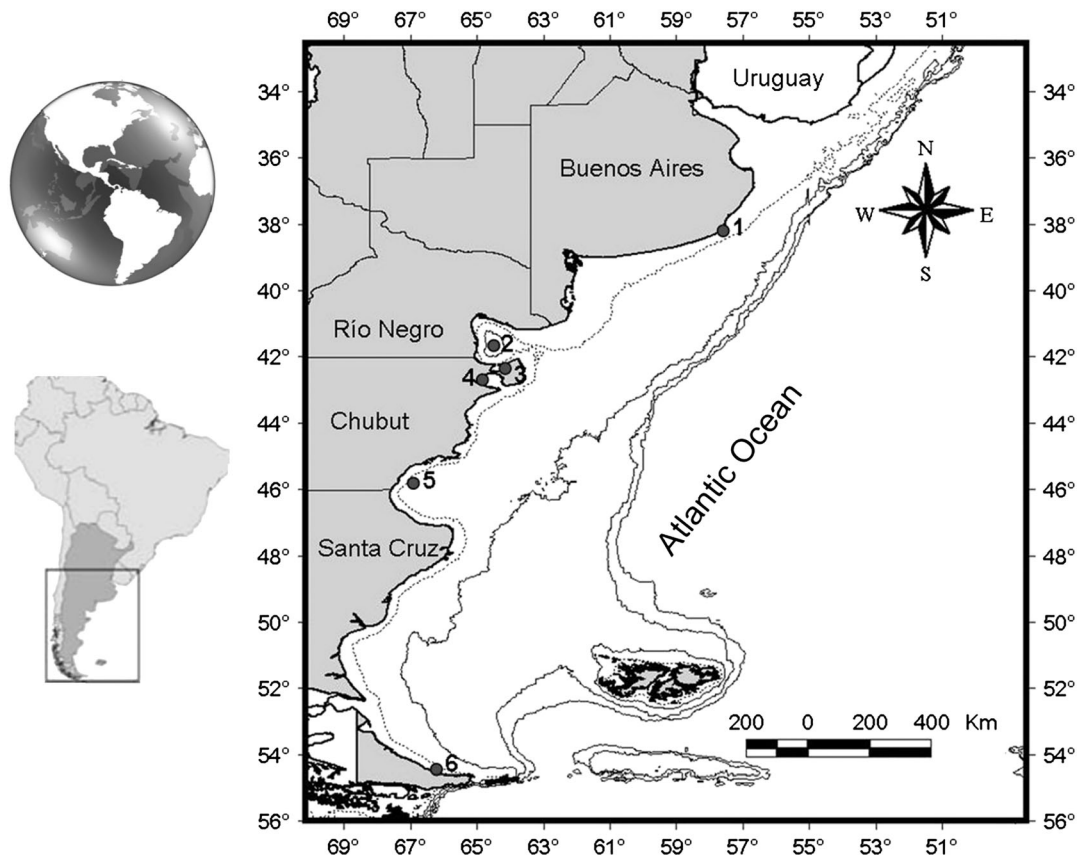 69° 67° 65° 63° 61° 59° 57° 55° 53° 51°
Uruguay
34° 34°
36° 36°
N
Buenos Aires
W E
38° 38°
1
S
40° 40°
Río Negro
2
42° 42°
3
4
Chubut
44° 44°
Atlantic Ocean
5
46° 46°
Santa Cruz
48° 48°
50° 50°
52° 52°
200 0 200 400 Km
54° 54°
6
56° 56°
69° 67° 65° 63° 61° 59° 57° 55° 53° 51°